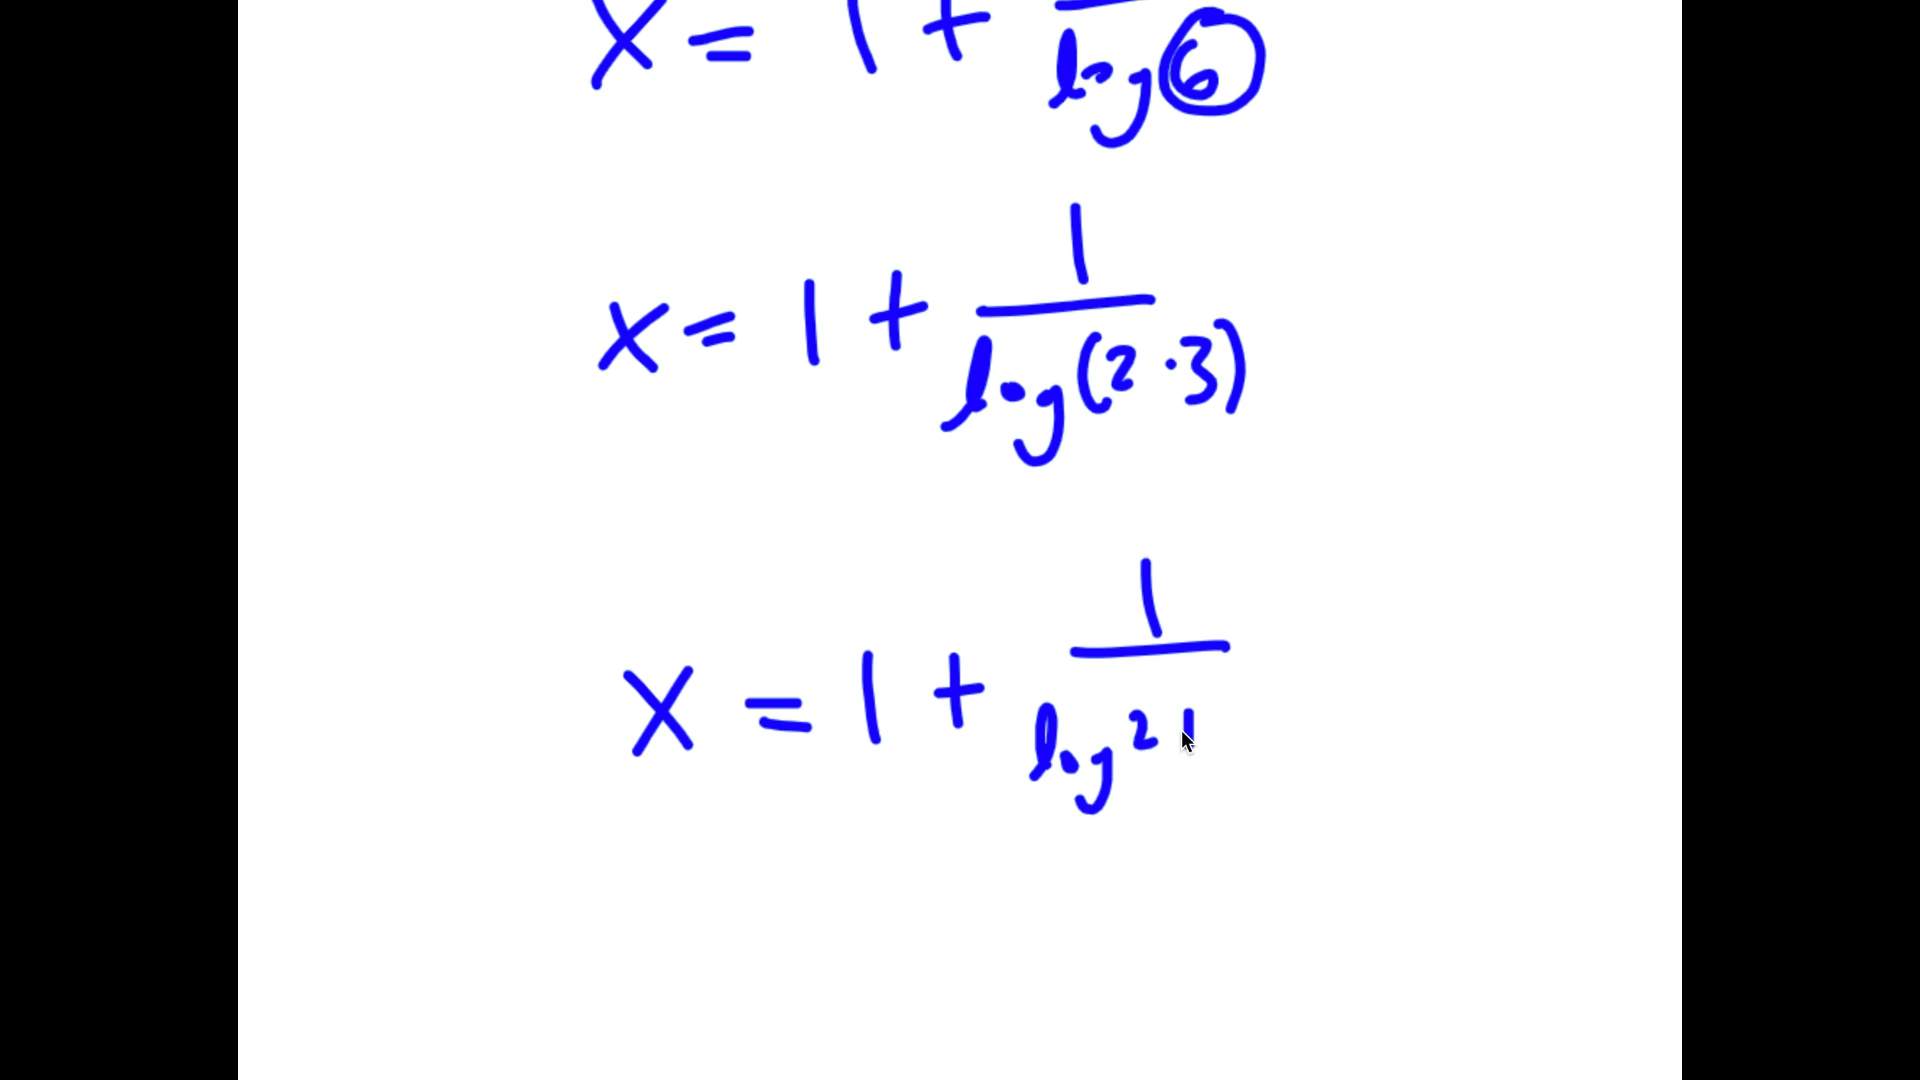 x = 1 + — / log 6
x = 1 + 1 / log(2·3)
x = 1 + 1 / log 2